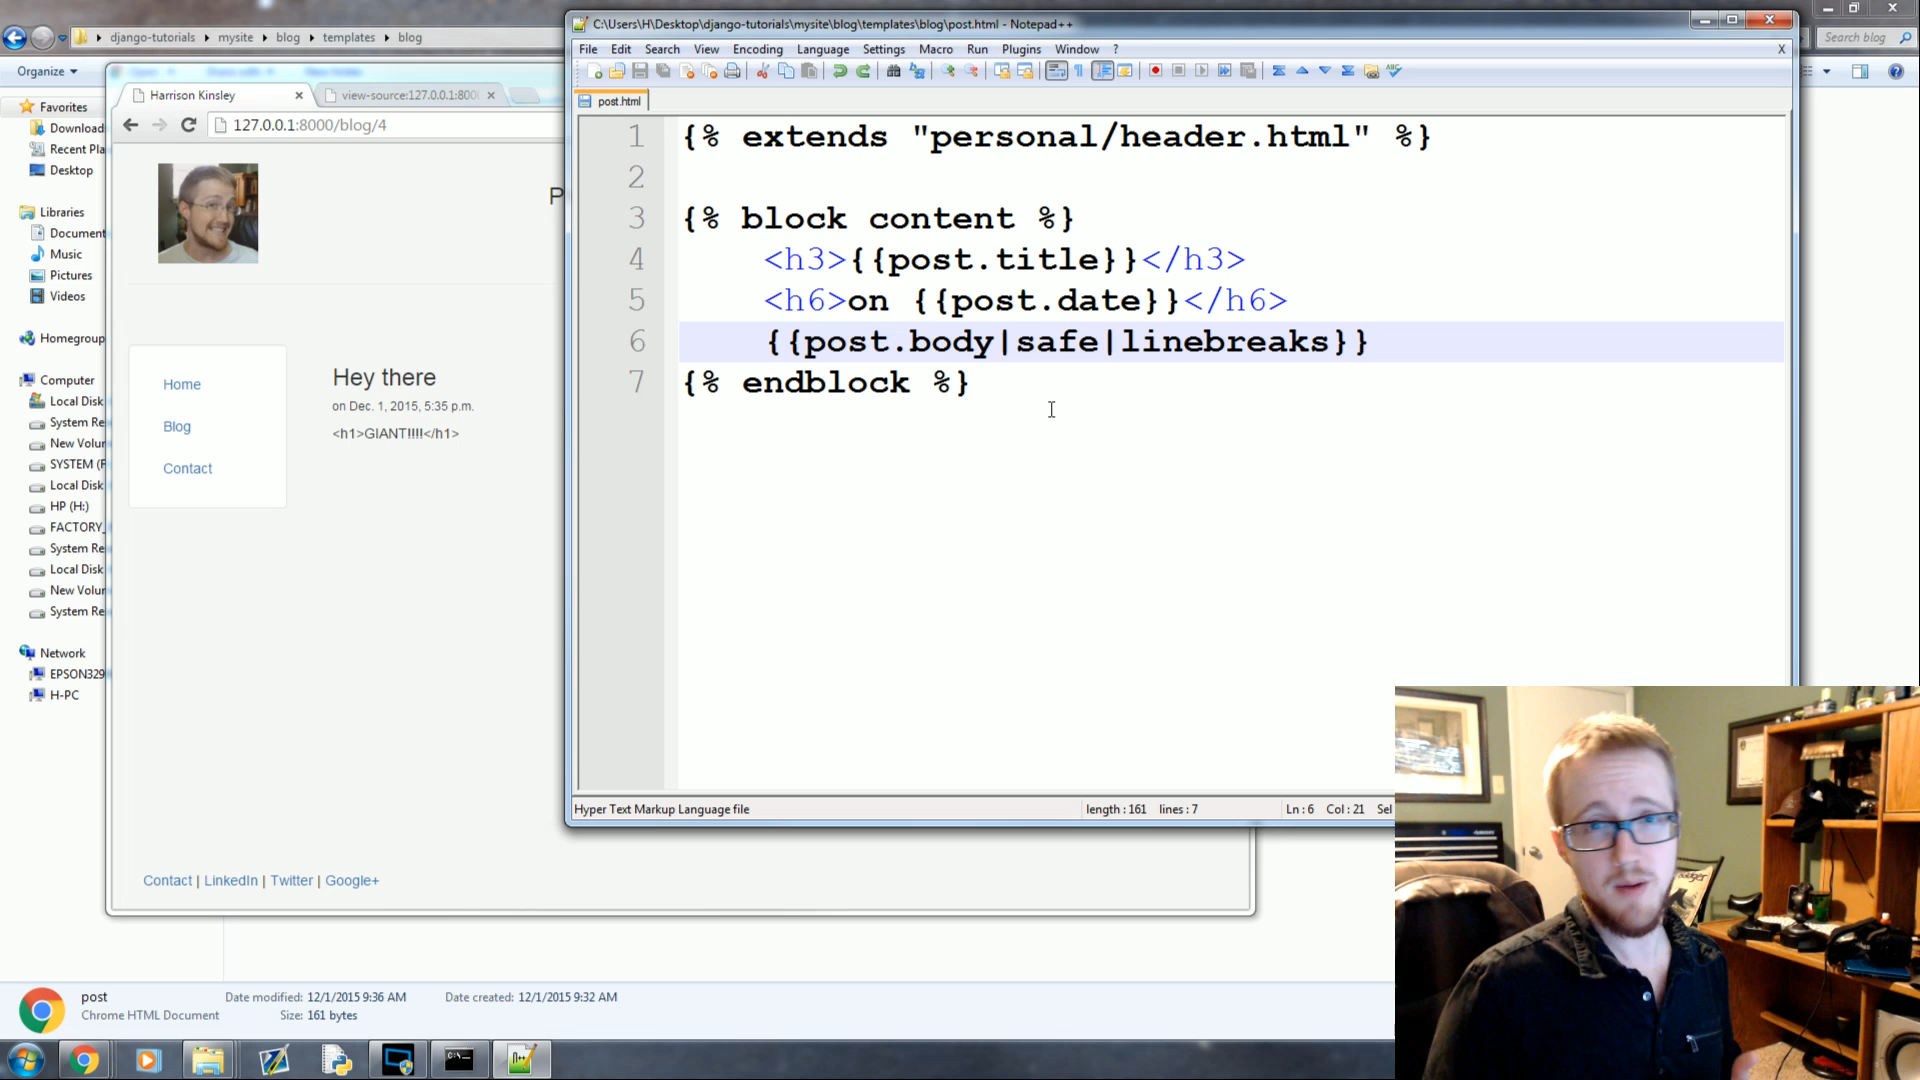 django-tutorials mysite blog templates blog
Search blog
Organize
Favorites
Download
Recent Pla
Desktop
Libraries
Document
Music
Pictures
Videos
Homegroup
Computer
Local Disk
System Re
New Volur
SYSTEM (F
Local Disk
HP (H:)
FACTORY_
System Re
Local Disk
New Volur
System Re
Network
EPSON329
H-PC
Harrison Kinsley
view-source:127.0.0.1:800
127.0.0.1:8000/blog/4
P
Home
Blog
Contact
Hey there
on Dec. 1, 2015, 5:35 p.m.
<h1>GIANT!!!!</h1>
Contact | LinkedIn | Twitter | Google+
C:\Users\H\Desktop\django-tutorials\mysite\blog\templates\blog\post.html - Notepad++
File Edit Search View Encoding Language Settings Macro Run Plugins Window ? X
post.html
1 {% extends "personal/header.html" %}
2
3 {% block content %}
4 <h3>{{post.title}}</h3>
5 <h6>on {{post.date}}</h6>
6 {{post.body|safe|linebreaks}}
7 {% endblock %}
Hyper Text Markup Language file length : 161 lines : 7 Ln : 6 Col : 21 Sel
post Date modified: 12/1/2015 9:36 AM Date created: 12/1/2015 9:32 AM
Chrome HTML Document Size: 161 bytes